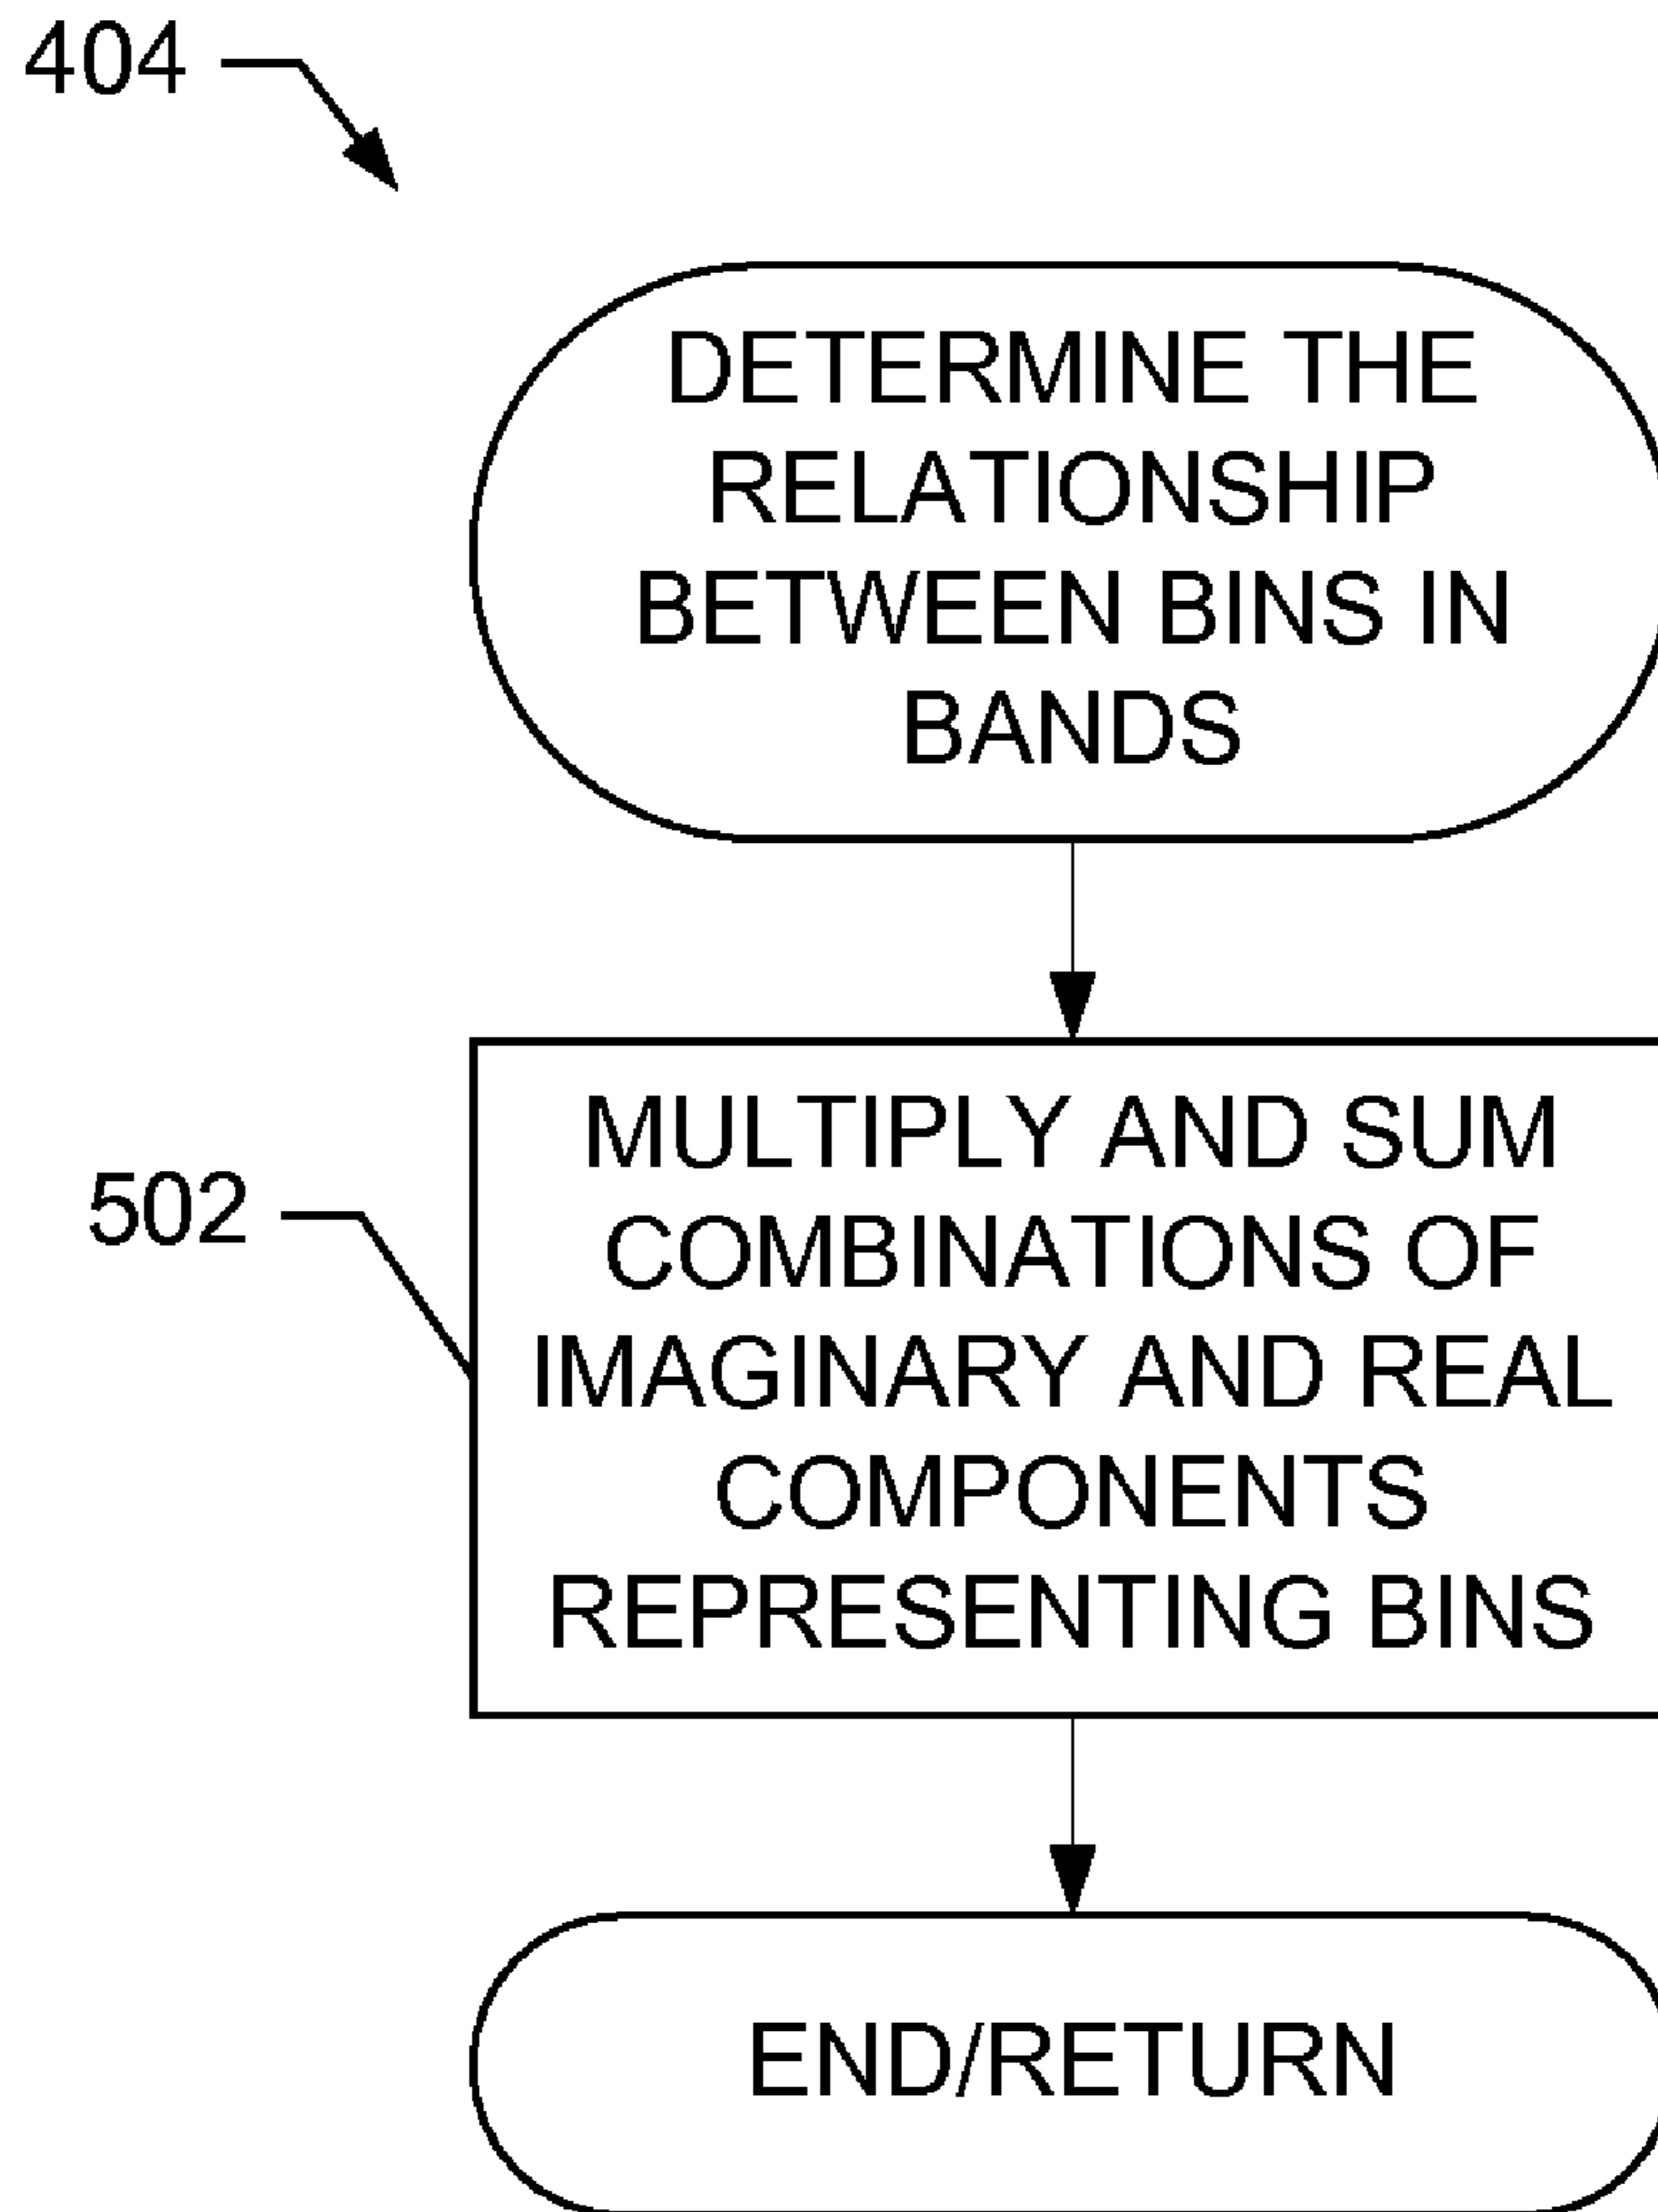 404
DETERMINE THE
RELATIONSHIP
BETWEEN BINS IN
BANDS
502
MULTIPLY AND SUM
COMBINATIONS OF
IMAGINARY AND REAL
COMPONENTS
REPRESENTING BINS
END/RETURN